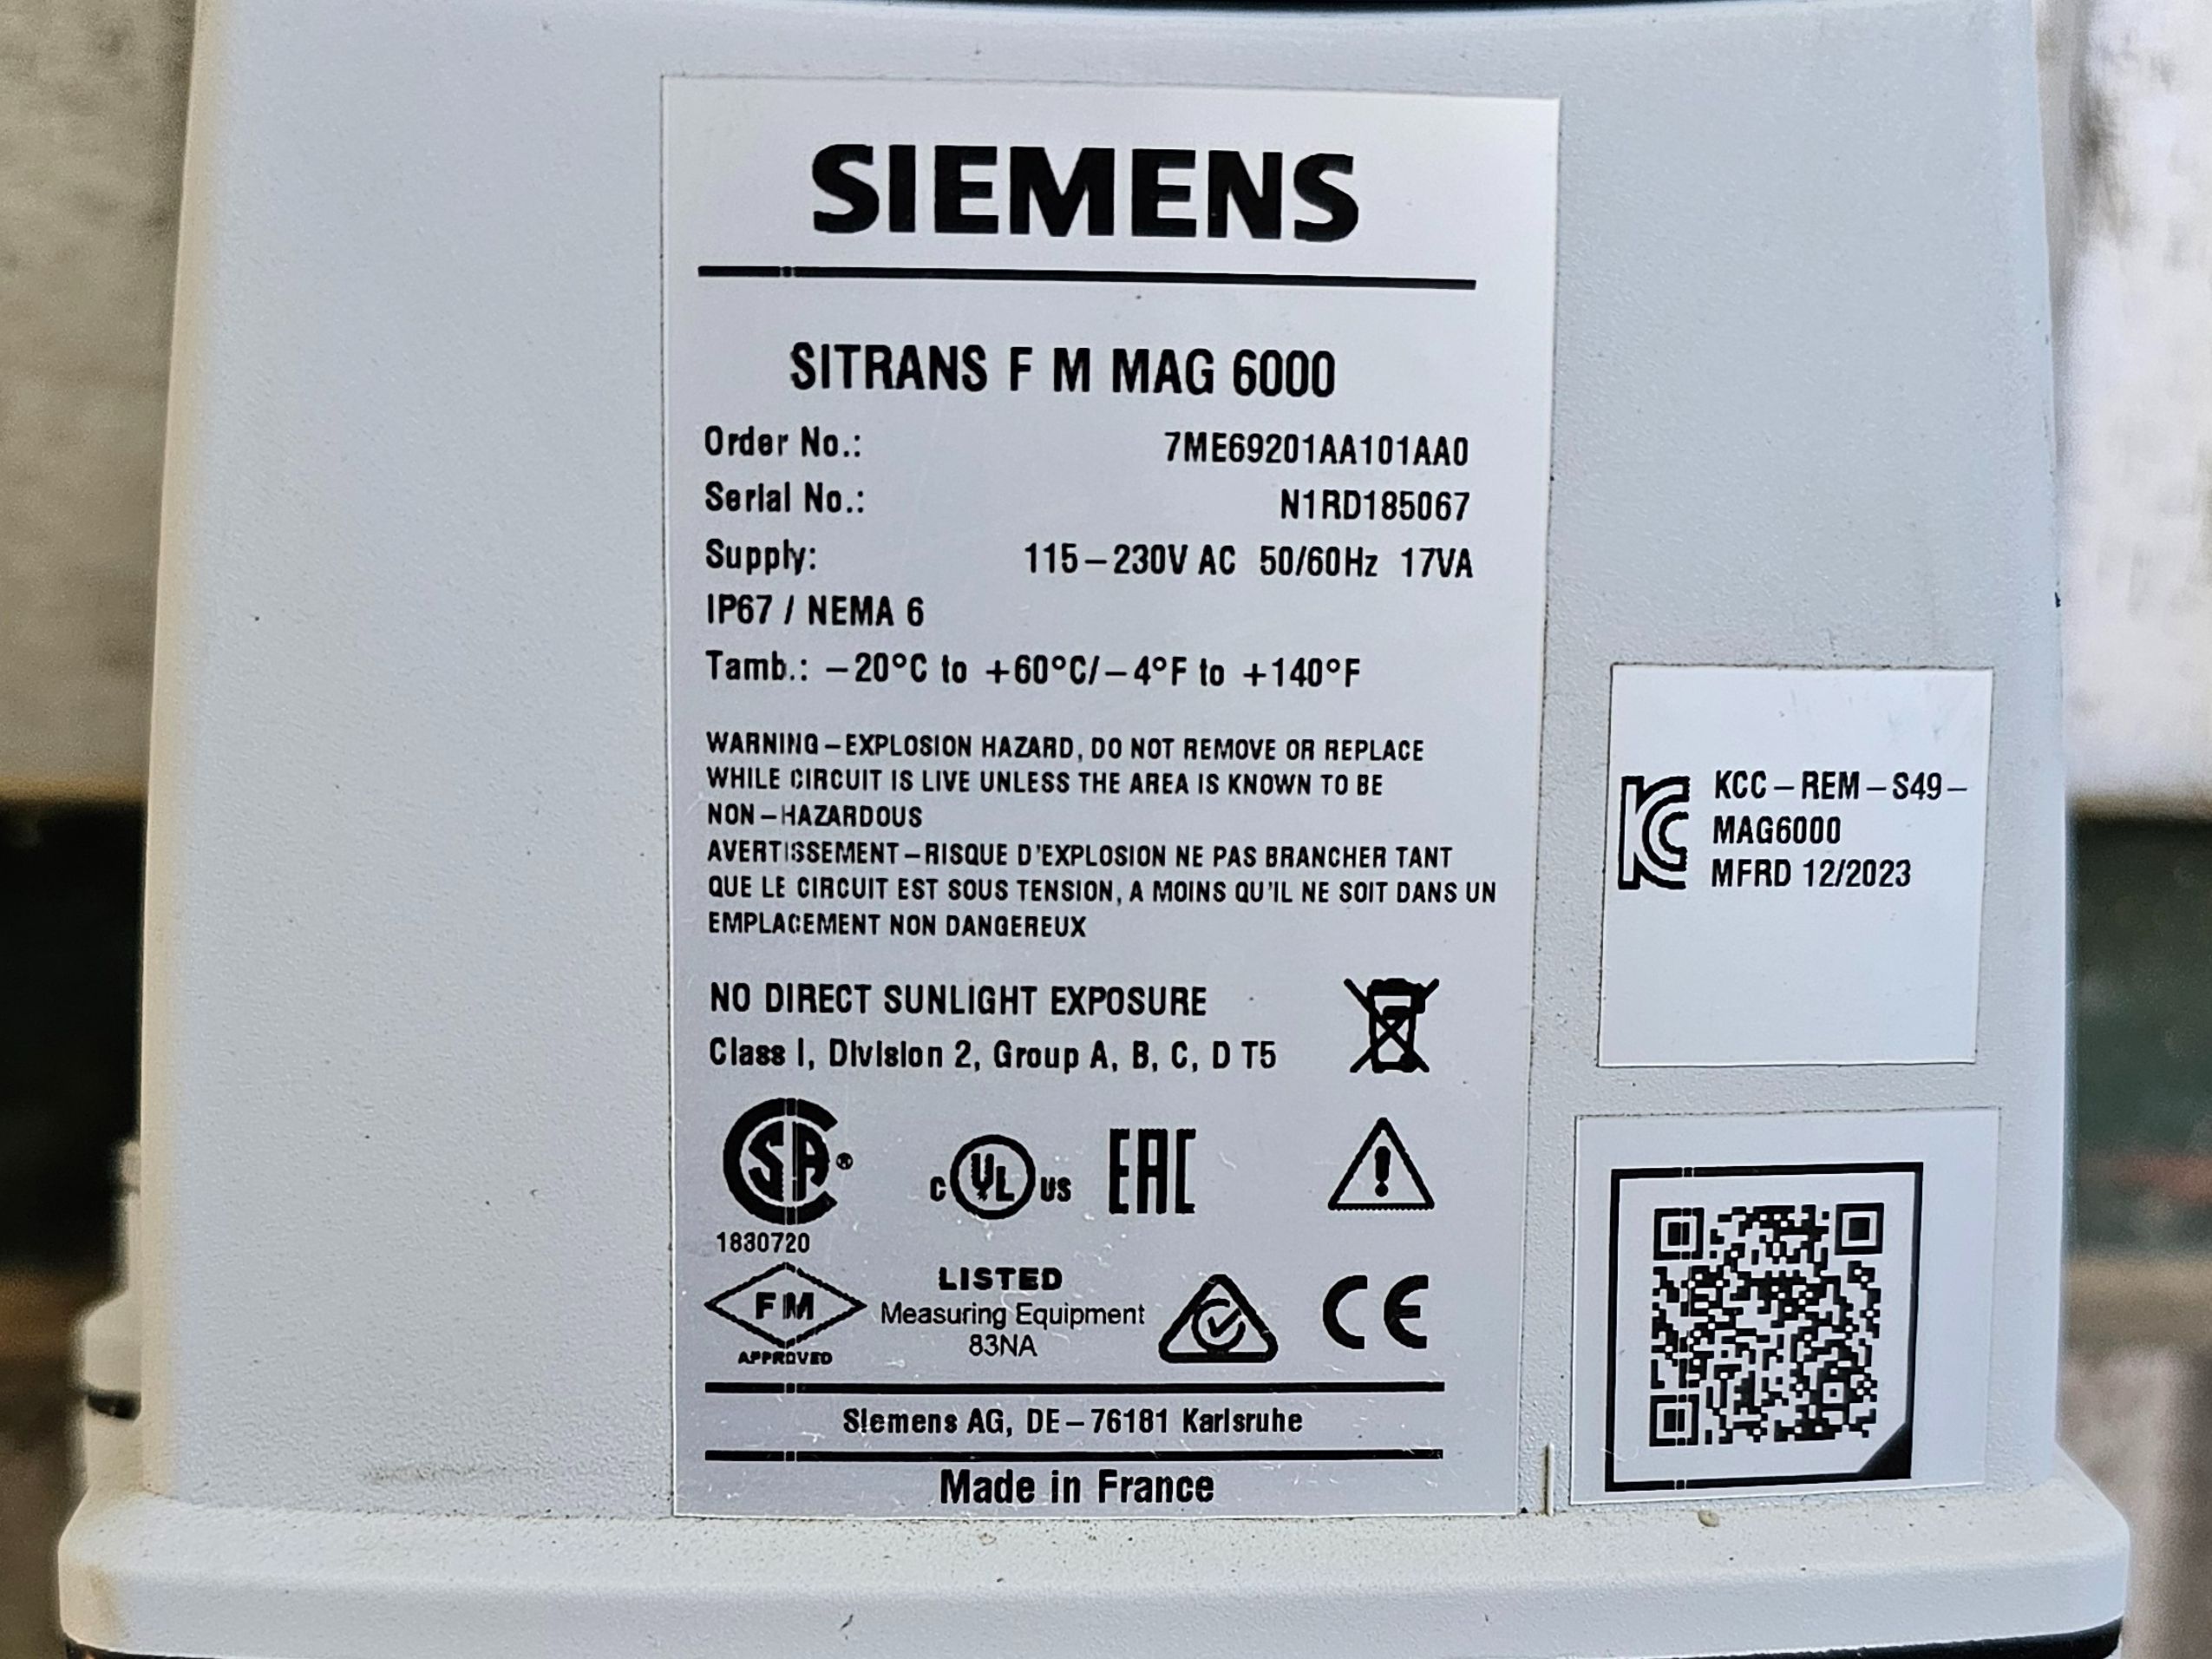 SIEMENS
SITRANS F M MAG 6000
Order No.: 7ME69201AA101AA0
Serial No.: N1RD185067
Supply: 115-230V AC 50/60Hz 17VA
IP67 / NEMA 6
Tamb.: -20°C to +60°C/-4°F to +140°F
WARNING-EXPLOSION HAZARD, DO NOT REMOVE OR REPLACE
WHILE CIRCUIT IS LIVE UNLESS THE AREA IS KNOWN TO BE
NON-HAZARDOUS
AVERTISSEMENT-RISQUE D'EXPLOSION NE PAS BRANCHER TANT
QUE LE CIRCUIT EST SOUS TENSION, A MOINS QU'IL NE SOIT DANS UN
EMPLACEMENT NON DANGEREUX
NO DIRECT SUNLIGHT EXPOSURE
Class I, Division 2, Group A, B, C, D T5
CSA®
C UL US
EAC
1830720
FM
APPROVED
LISTED
Measuring Equipment
83NA
CE
Siemens AG, DE-76181 Karlsruhe
Made in France
KC
KCC-REM-S49-
MAG6000
MFRD 12/2023